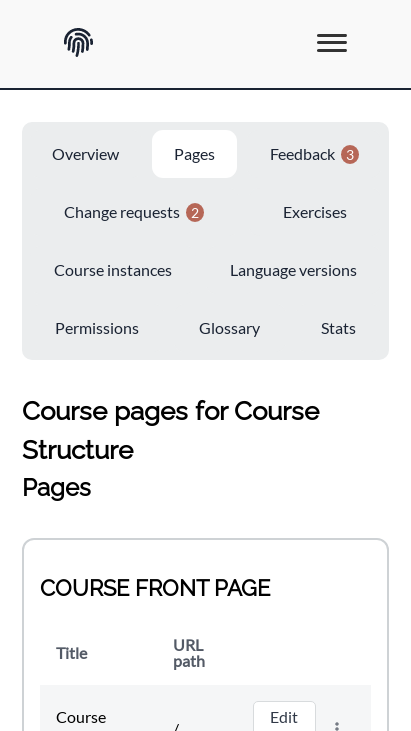 Overview Pages Feedback 3
Change requests 2 Exercises
Course instances Language versions
Permissions Glossary Stats
Course pages for Course
Structure
Pages
COURSE FRONT PAGE
Title URL path
Course / Edit